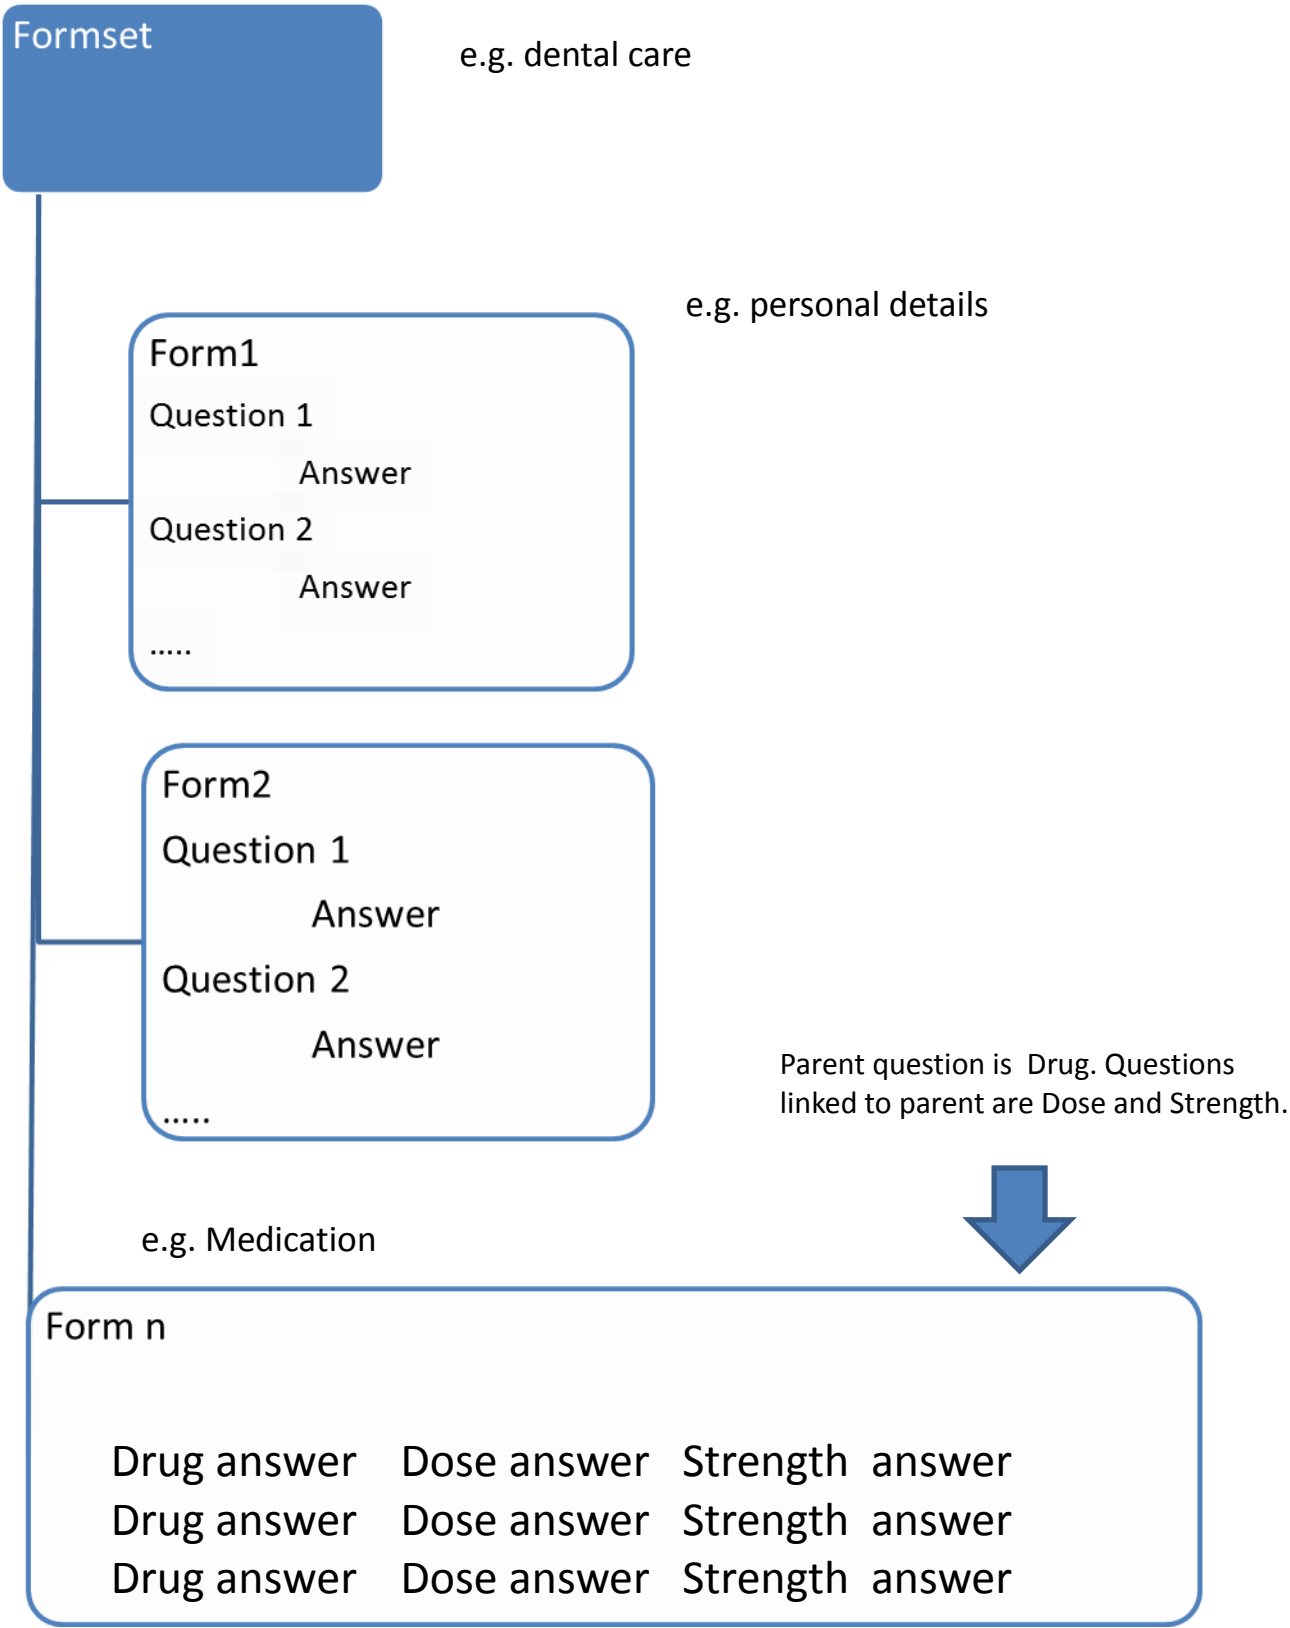 Formset
e.g. dental care
e.g. personal details
Form1
Question 1
Answer
Question 2
Answer
.....
Form2
Question 1
Answer
Question 2
Answer
.....
Parent question is  Drug. Questions
linked to parent are Dose and Strength.
e.g. Medication
Form n
Drug answer    Dose answer   Strength  answer
Drug answer    Dose answer   Strength  answer
Drug answer    Dose answer   Strength  answer